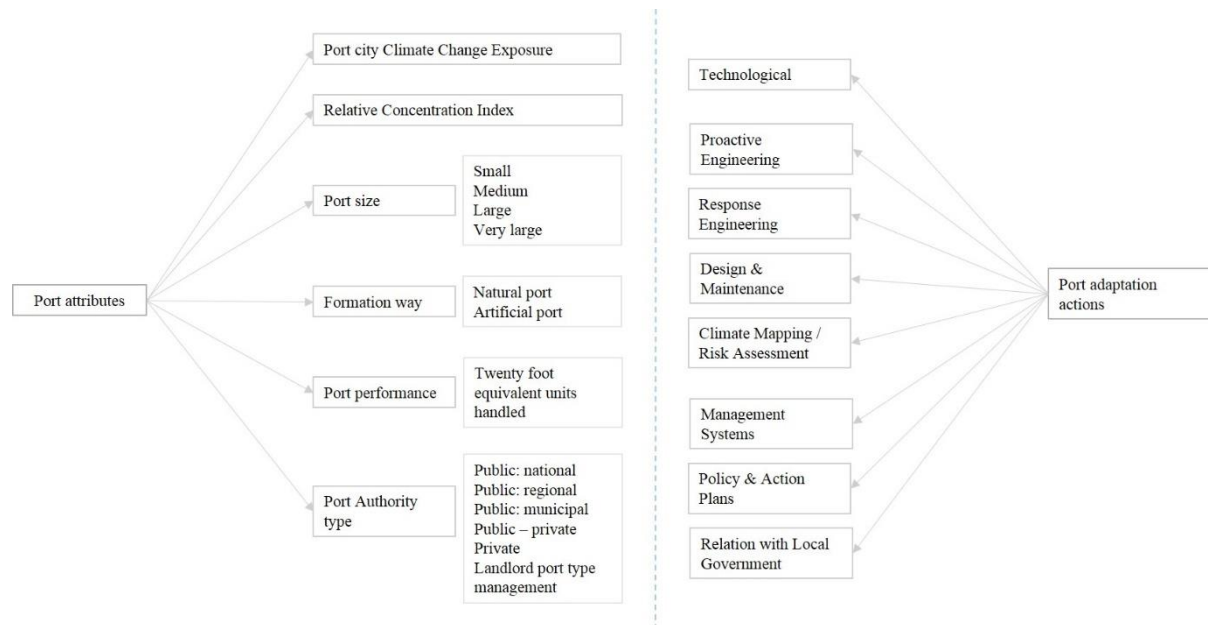 Port city Climate Change Exposure
Relative Concentration Index
Port size
Small
Medium
Large
Very large
Port attributes
Formation way
Natural port
Artificial port
Port performance
Twenty foot
equivalent units
handled
Port Authority
type
Public: national
Public: regional
Public: municipal
Public – private
Private
Landlord port type
management
Technological
Proactive
Engineering
Response
Engineering
Design &
Maintenance
Climate Mapping /
Risk Assessment
Management
Systems
Policy & Action
Plans
Relation with Local
Government
Port adaptation
actions